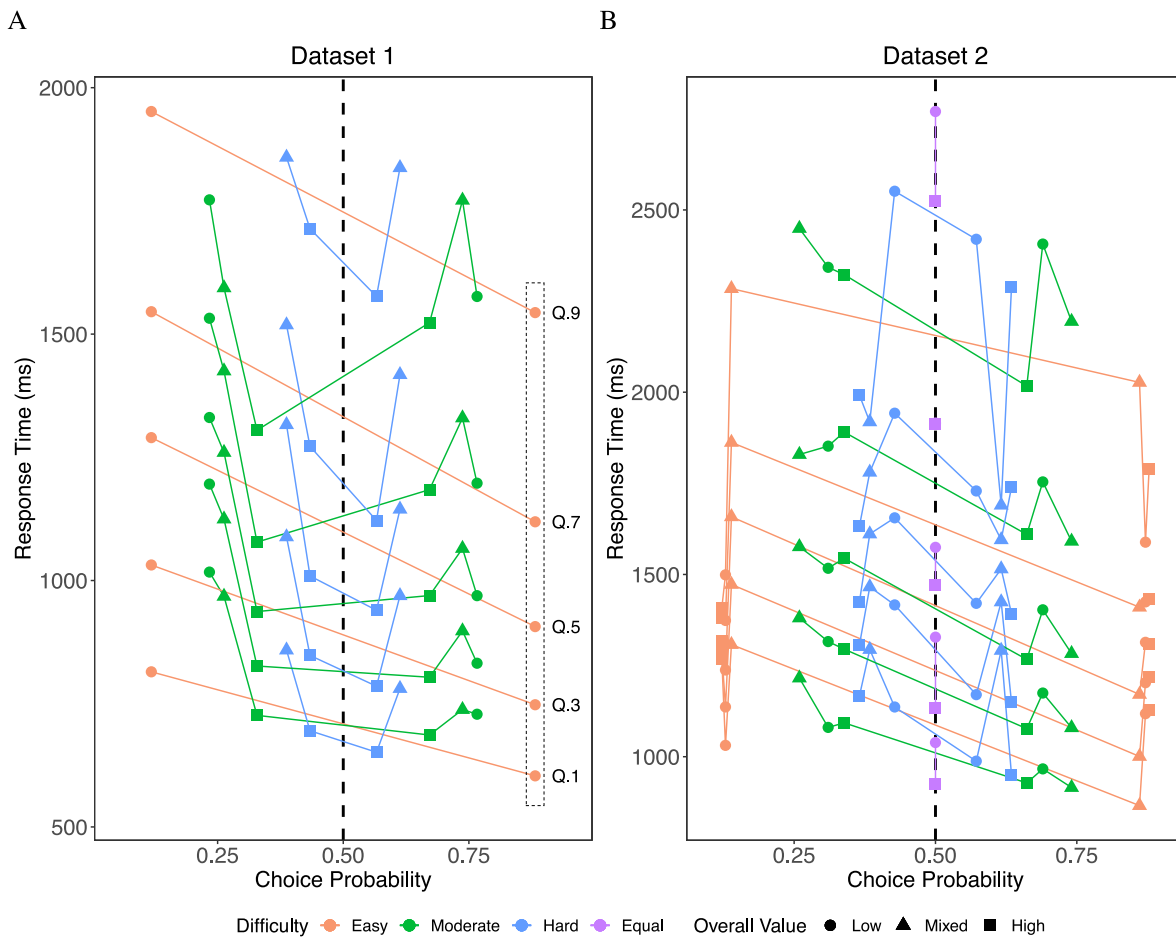 A
B
Dataset 1
Dataset 2
Response Time (ms)
2000
1500
1000
500
Q.9
Q.7
Q.5
Q.3
Q.1
0.25 0.50 0.75
Choice Probability
Response Time (ms)
2500
2000
1500
1000
0.25 0.50 0.75
Choice Probability
Difficulty Easy Moderate Hard Equal Overall Value Low Mixed High